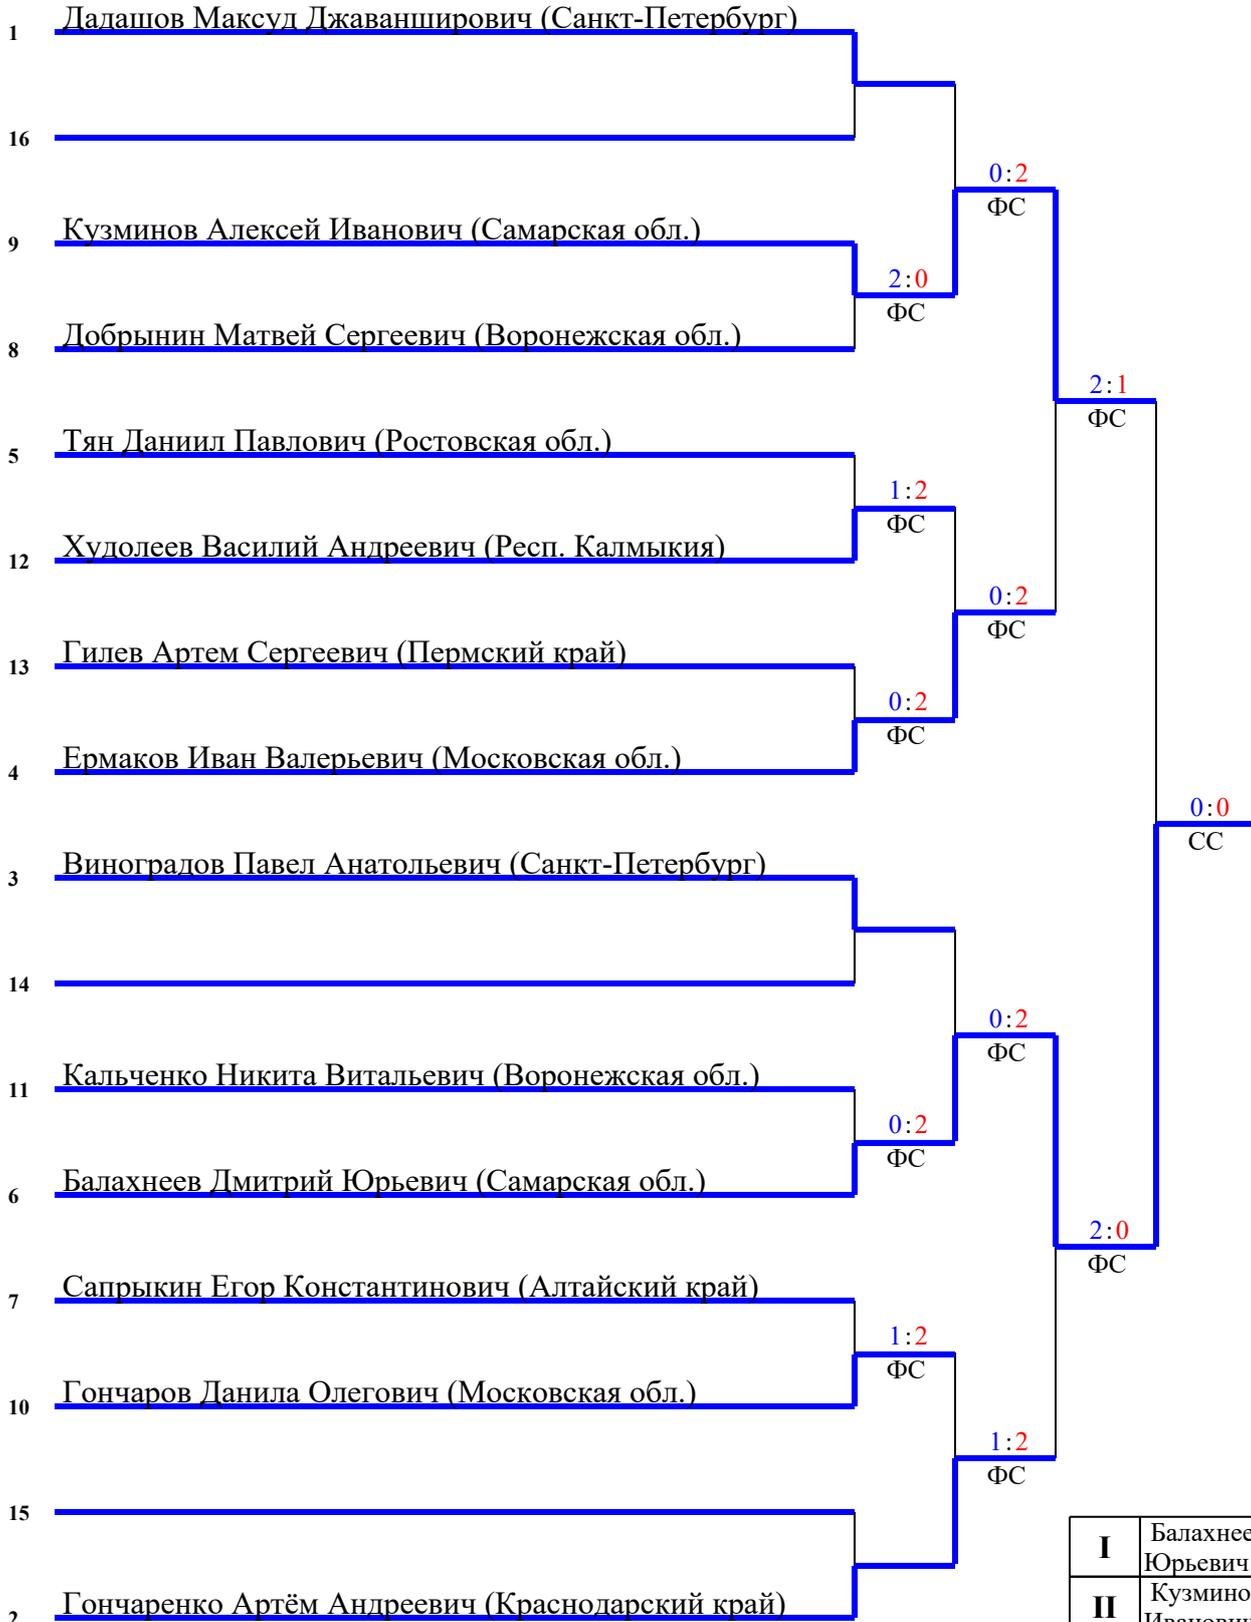 Дадашов Максуд Джаванширович (Санкт-Петербург)
1
16
0:2
ФС
Кузминов Алексей Иванович (Самарская обл.)
9
2:0
ФС
Добрынин Матвей Сергеевич (Воронежская обл.)
8
2:1
ФС
Тян Даниил Павлович (Ростовская обл.)
5
1:2
ФС
Худолеев Василий Андреевич (Респ. Калмыкия)
12
0:2
ФС
Гилев Артем Сергеевич (Пермский край)
13
0:2
ФС
Ермаков Иван Валерьевич (Московская обл.)
4
0:0
СС
Виноградов Павел Анатольевич (Санкт-Петербург)
3
14
0:2
ФС
Кальченко Никита Витальевич (Воронежская обл.)
11
0:2
ФС
Балахнеев Дмитрий Юрьевич (Самарская обл.)
6
2:0
ФС
Сапрыкин Егор Константинович (Алтайский край)
7
1:2
ФС
Гончаров Данила Олегович (Московская обл.)
10
1:2
ФС
15
I
Балахнее
Юрьевич
Гончаренко Артём Андреевич (Краснодарский край)
2
II
Кузмино